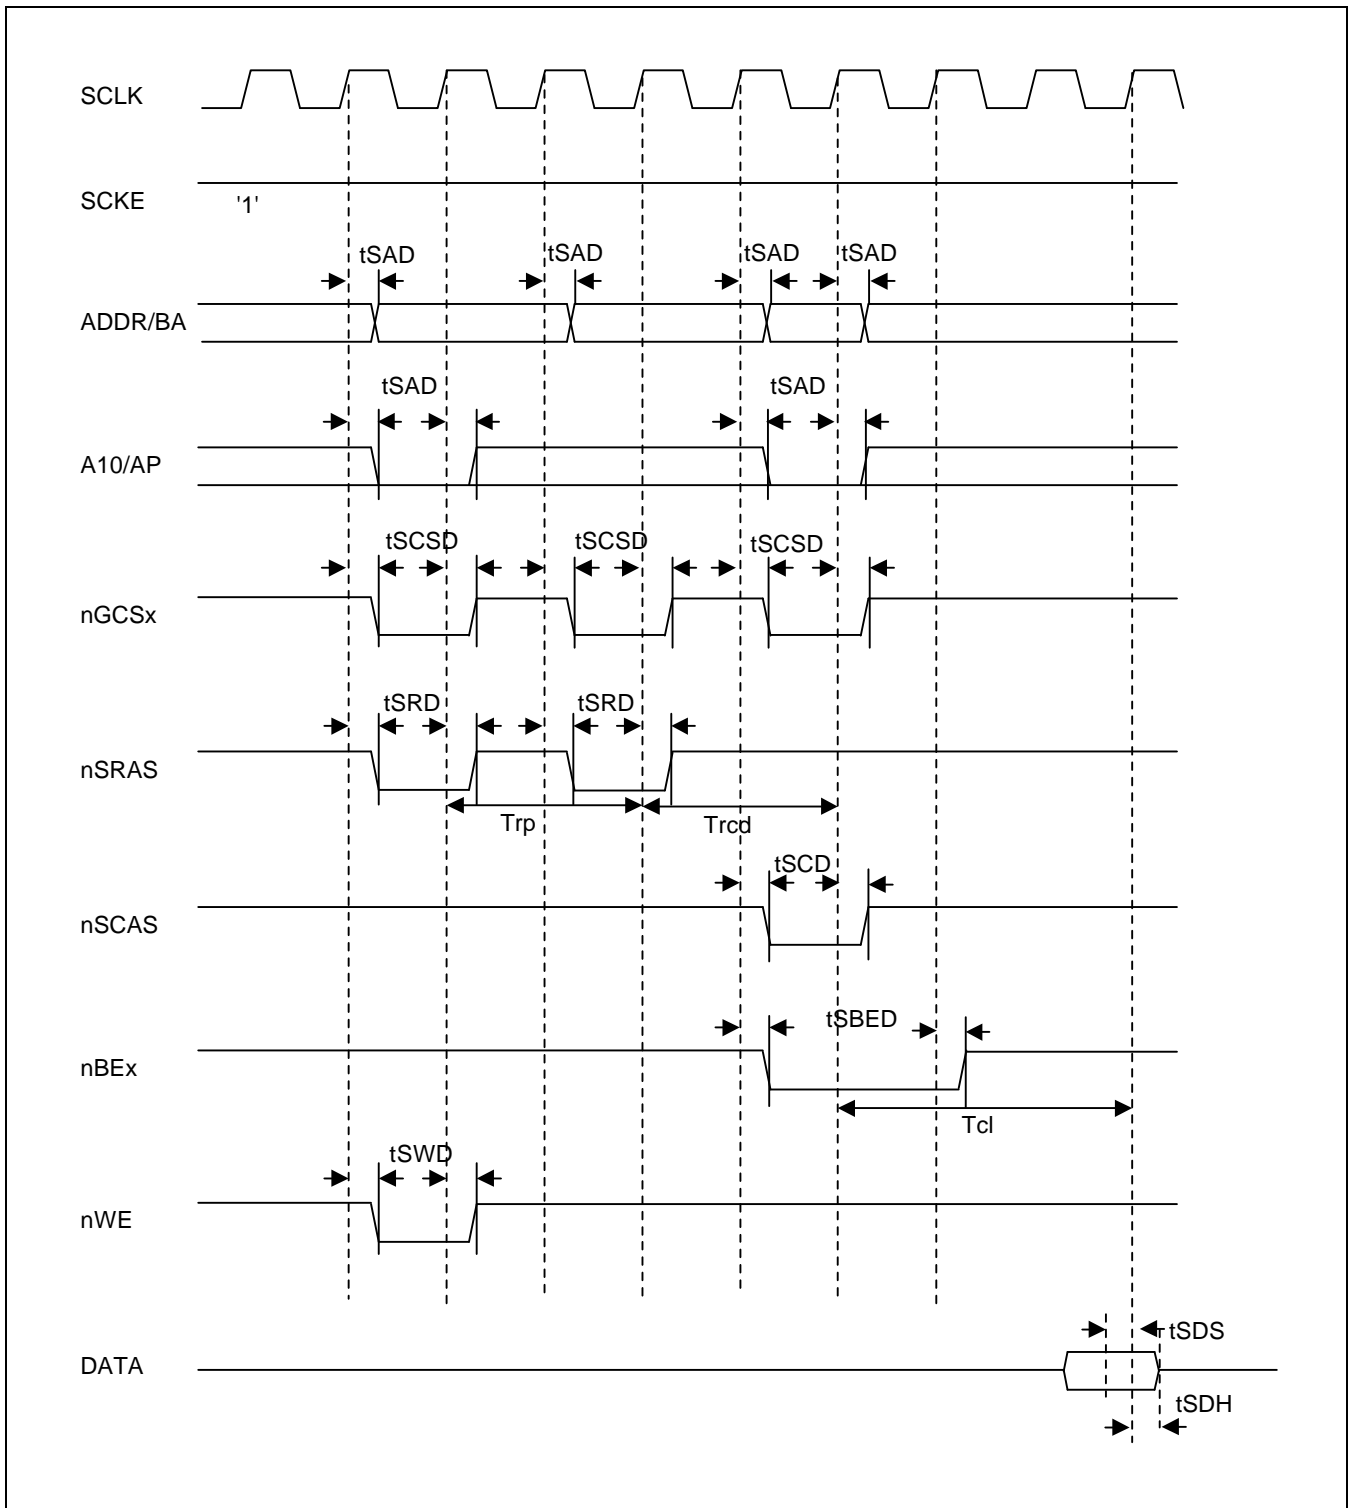 SCLK
SCKE '1'
tSAD tSAD tSAD tSAD
ADDR/BA
tSAD tSAD
A10/AP
tSCSD tSCSD tSCSD
nGCSx
tSRD tSRD
nSRAS
Trp Trcd
tSCD
nSCAS
tSBED
nBEx
Tcl
tSWD
nWE
tSDS
DATA
tSDH